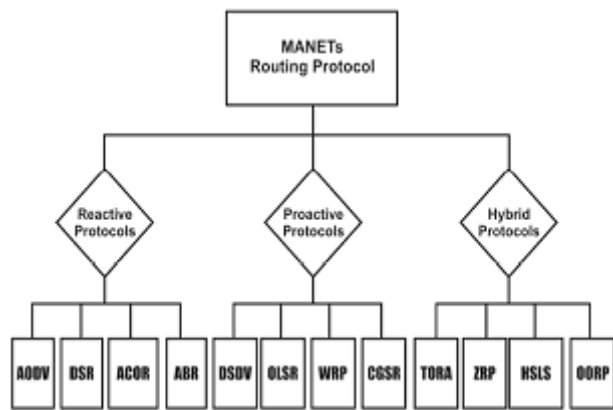 MANETs
Routing Protocol
Reactive
Protocols
Proactive
Protocols
Hybrid
Protocols
AODV
DSR
ACOR
ABR
DSDV
OLSR
WRP
CGSR
TORA
ZRP
HSLS
OORP